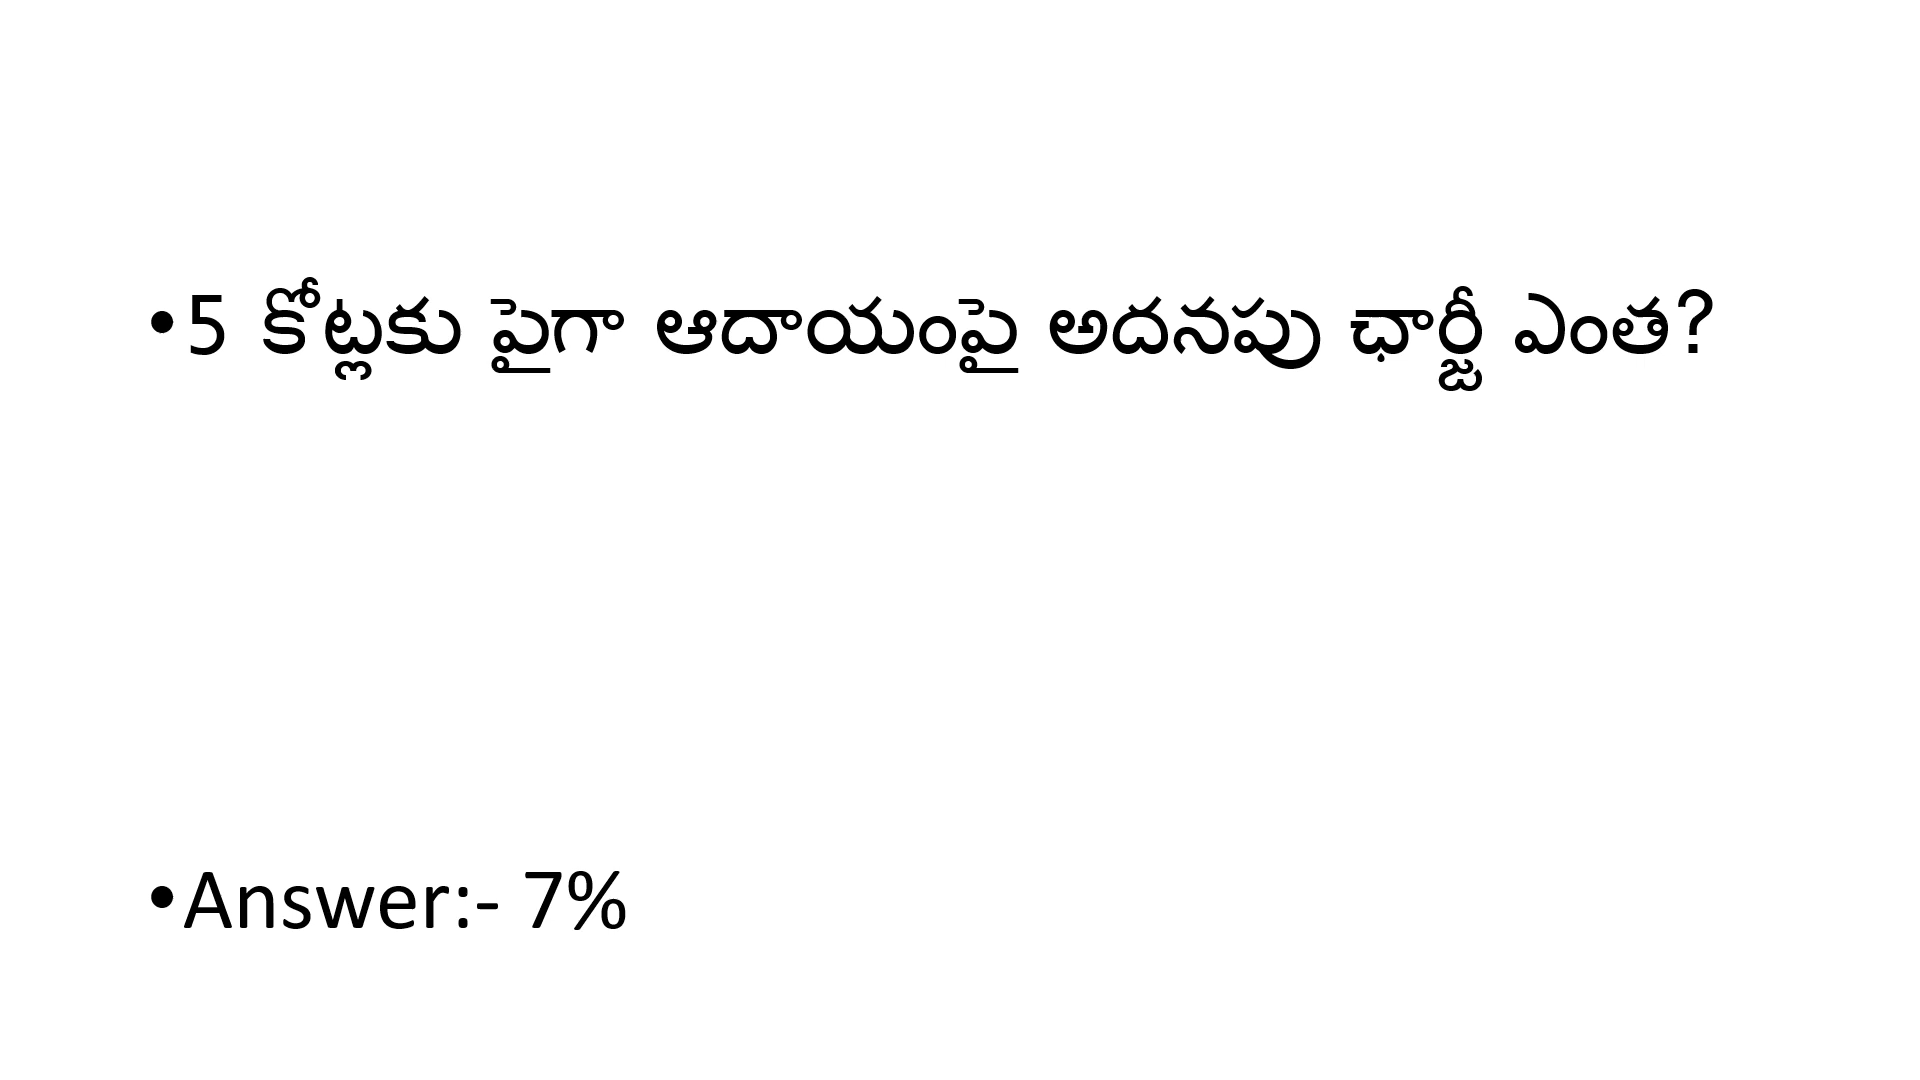 •5 కోట్లకు పైగా ఆదాయంపై అదనపు ఛార్జీ ఎంత?
•Answer:- 7%